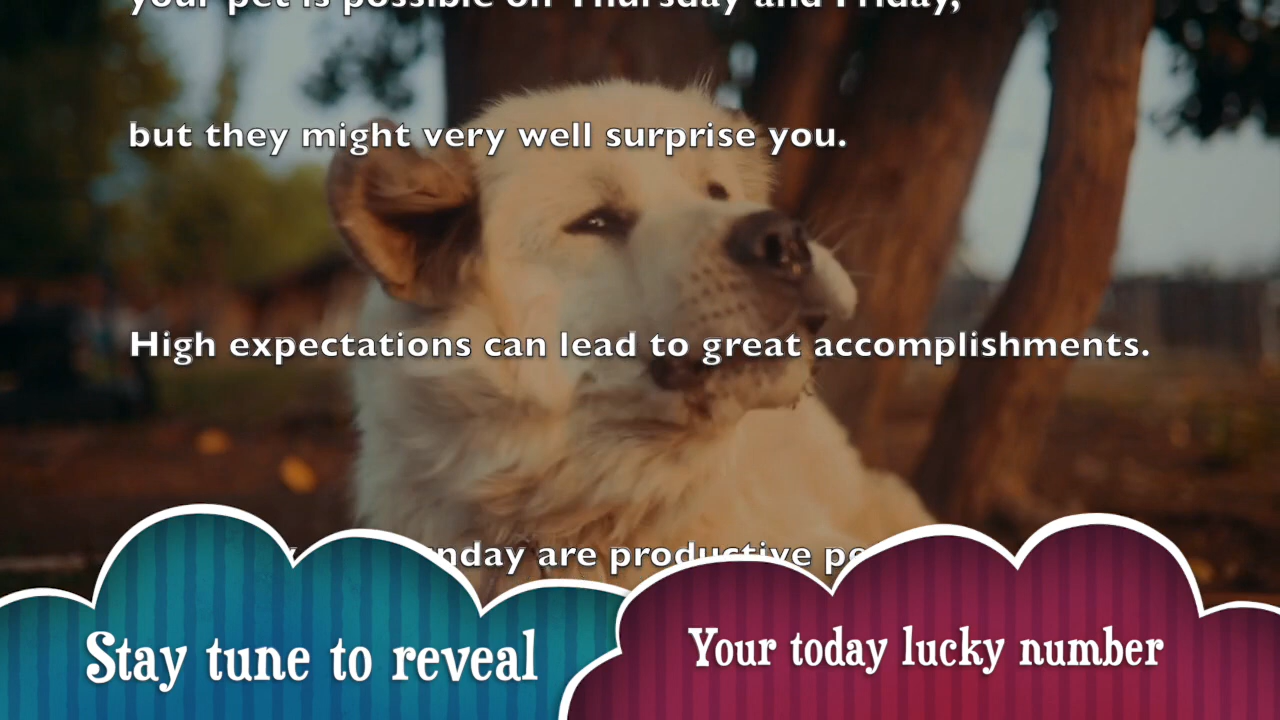 your pet is possible on Thursday and Friday,
but they might very well surprise you.
High expectations can lead to great accomplishments.
are productive
Stay tune to reveal
Your today lucky number